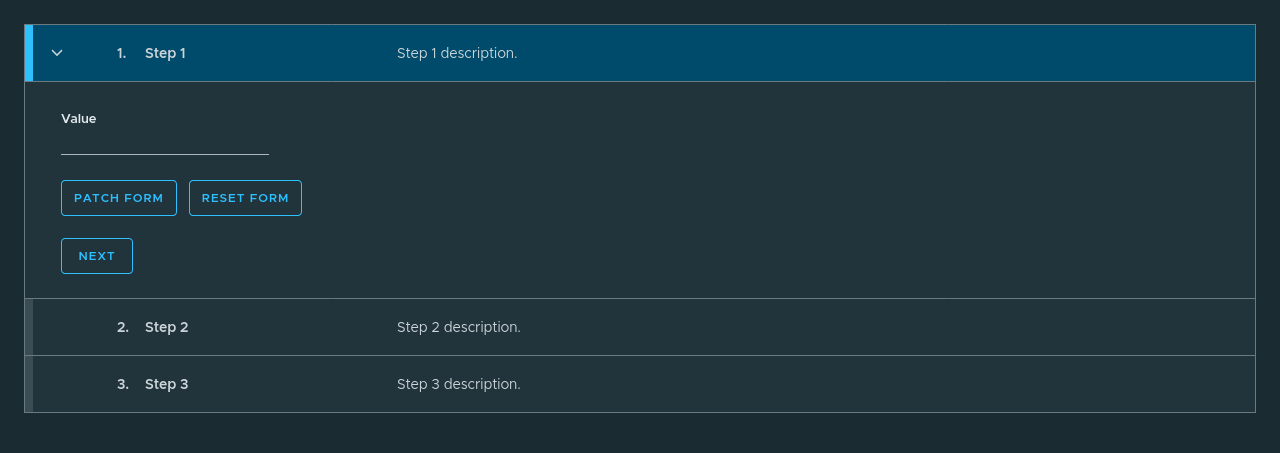 1. Step 1 Step 1 description.
Value
PATCH FORM RESET FORM
NEXT
2. Step 2 Step 2 description.
3. Step 3 Step 3 description.